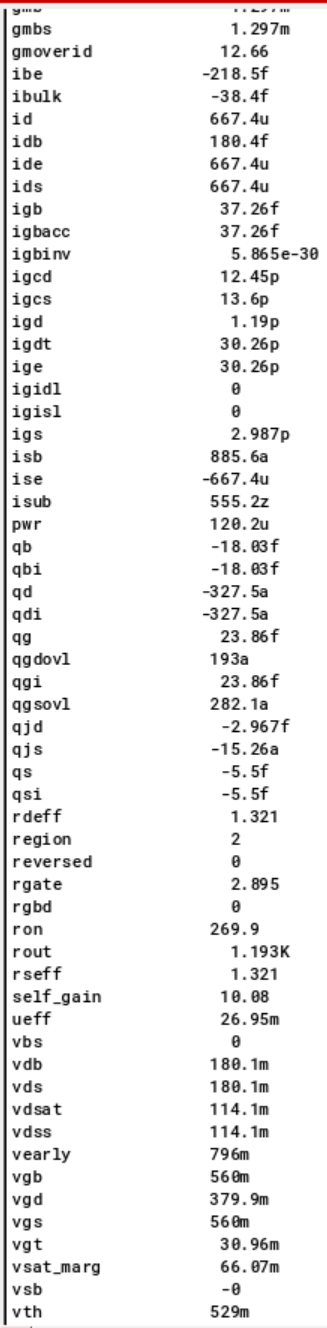 gmbs 1.297m
gmoverid 12.66
ibe -218.5f
ibulk -38.4f
id 667.4u
idb 180.4f
ide 667.4u
ids 667.4u
igb 37.26f
igbacc 37.26f
igbinv 5.865e-30
igcd 12.45p
igcs 13.6p
igd 1.19p
igdt 30.26p
ige 30.26p
igidl 0
igisl 0
igs 2.987p
isb 885.6a
ise -667.4u
isub 555.2z
pwr 120.2u
qb -18.03f
qbi -18.03f
qd -327.5a
qdi -327.5a
qg 23.86f
qgdovl 193a
qgi 23.86f
qgsovl 282.1a
qjd -2.967f
qjs -15.26a
qs -5.5f
qsi -5.5f
rdeff 1.321
region 2
reversed 0
rgate 2.895
rgbd 0
ron 269.9
rout 1.193K
rseff 1.321
self_gain 10.08
ueff 26.95m
vbs 0
vdb 180.1m
vds 180.1m
vdsat 114.1m
vdss 114.1m
vearly 796m
vgb 560m
vgd 379.9m
vgs 560m
vgt 30.96m
vsat_marg 66.07m
vsb -0
vth 529m